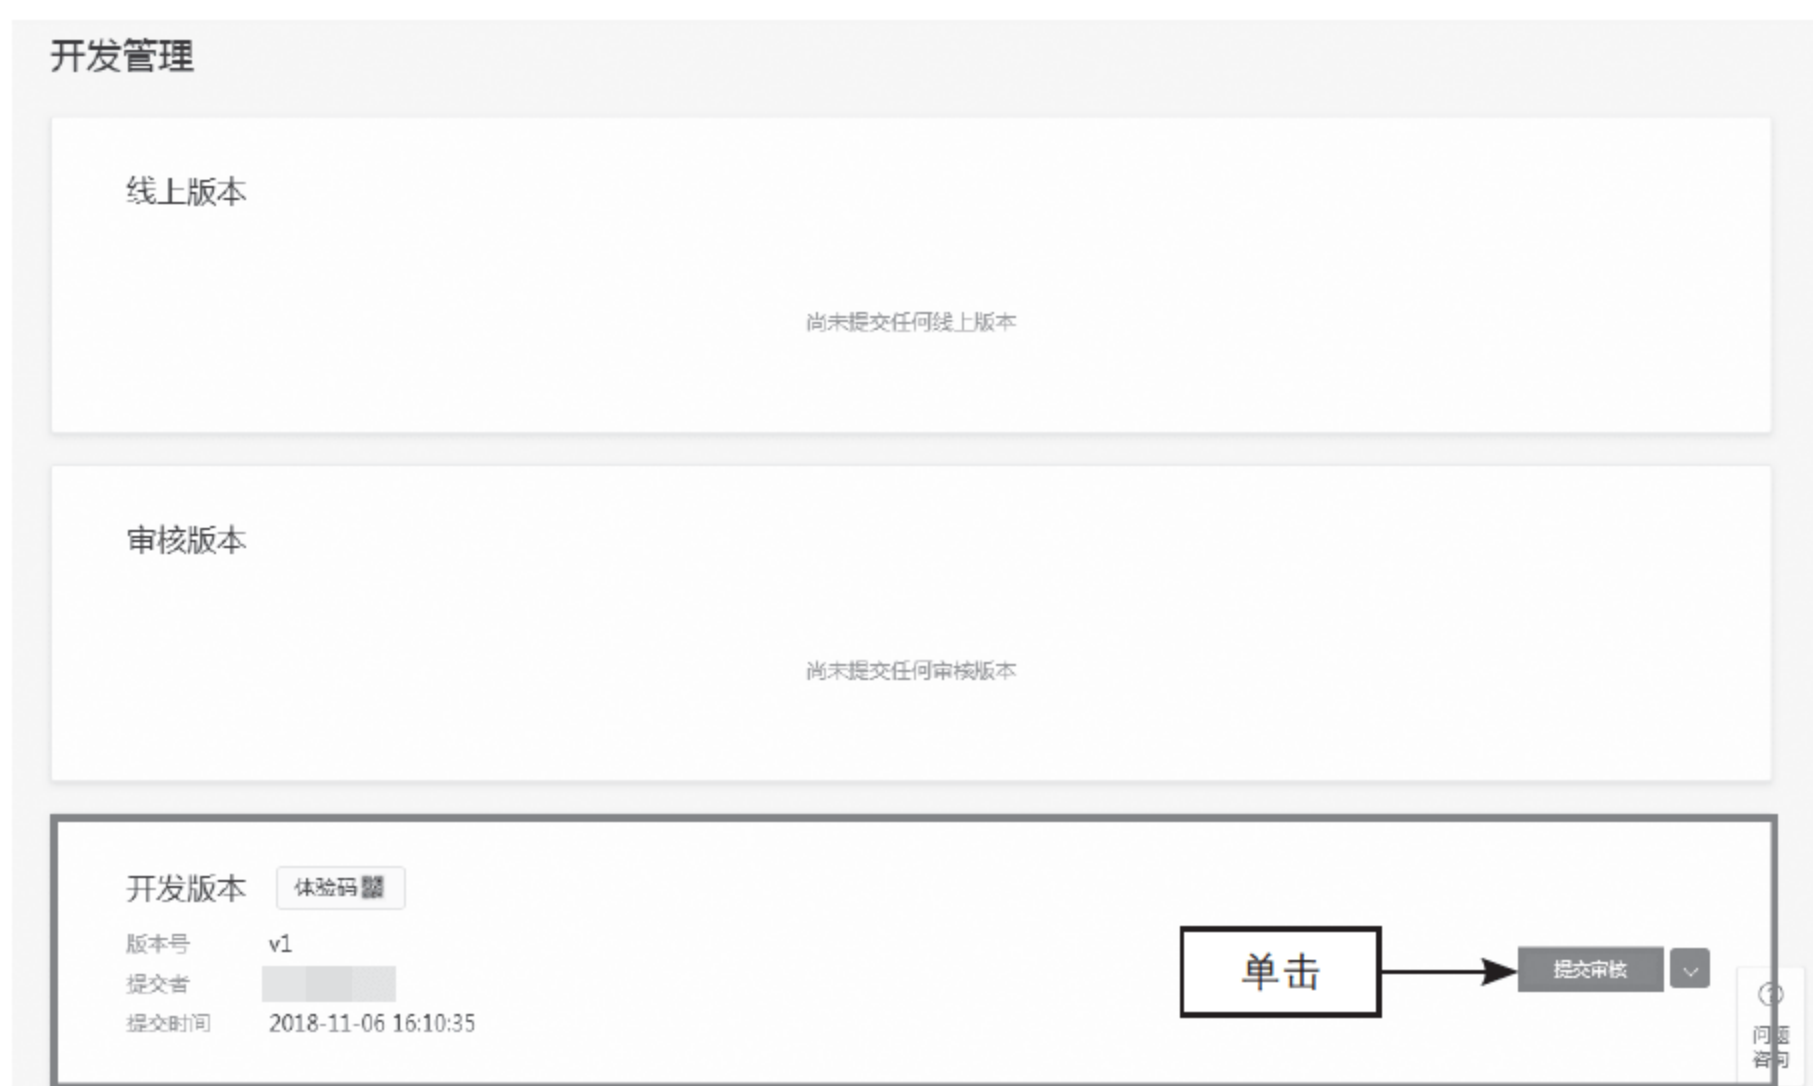 开发管理
线上版本
尚未提交任何线上版本
审核版本
尚未提交任何审核版本
开发版本 体验码
版本号 v1
提交者
提交时间 2018-11-06 16:10:35
单击
提交审核
问题
咨询